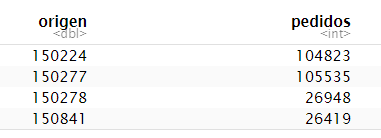 origen pedidos
<dbl> <int>
150224 104823
150277 105535
150278 26948
150841 26419